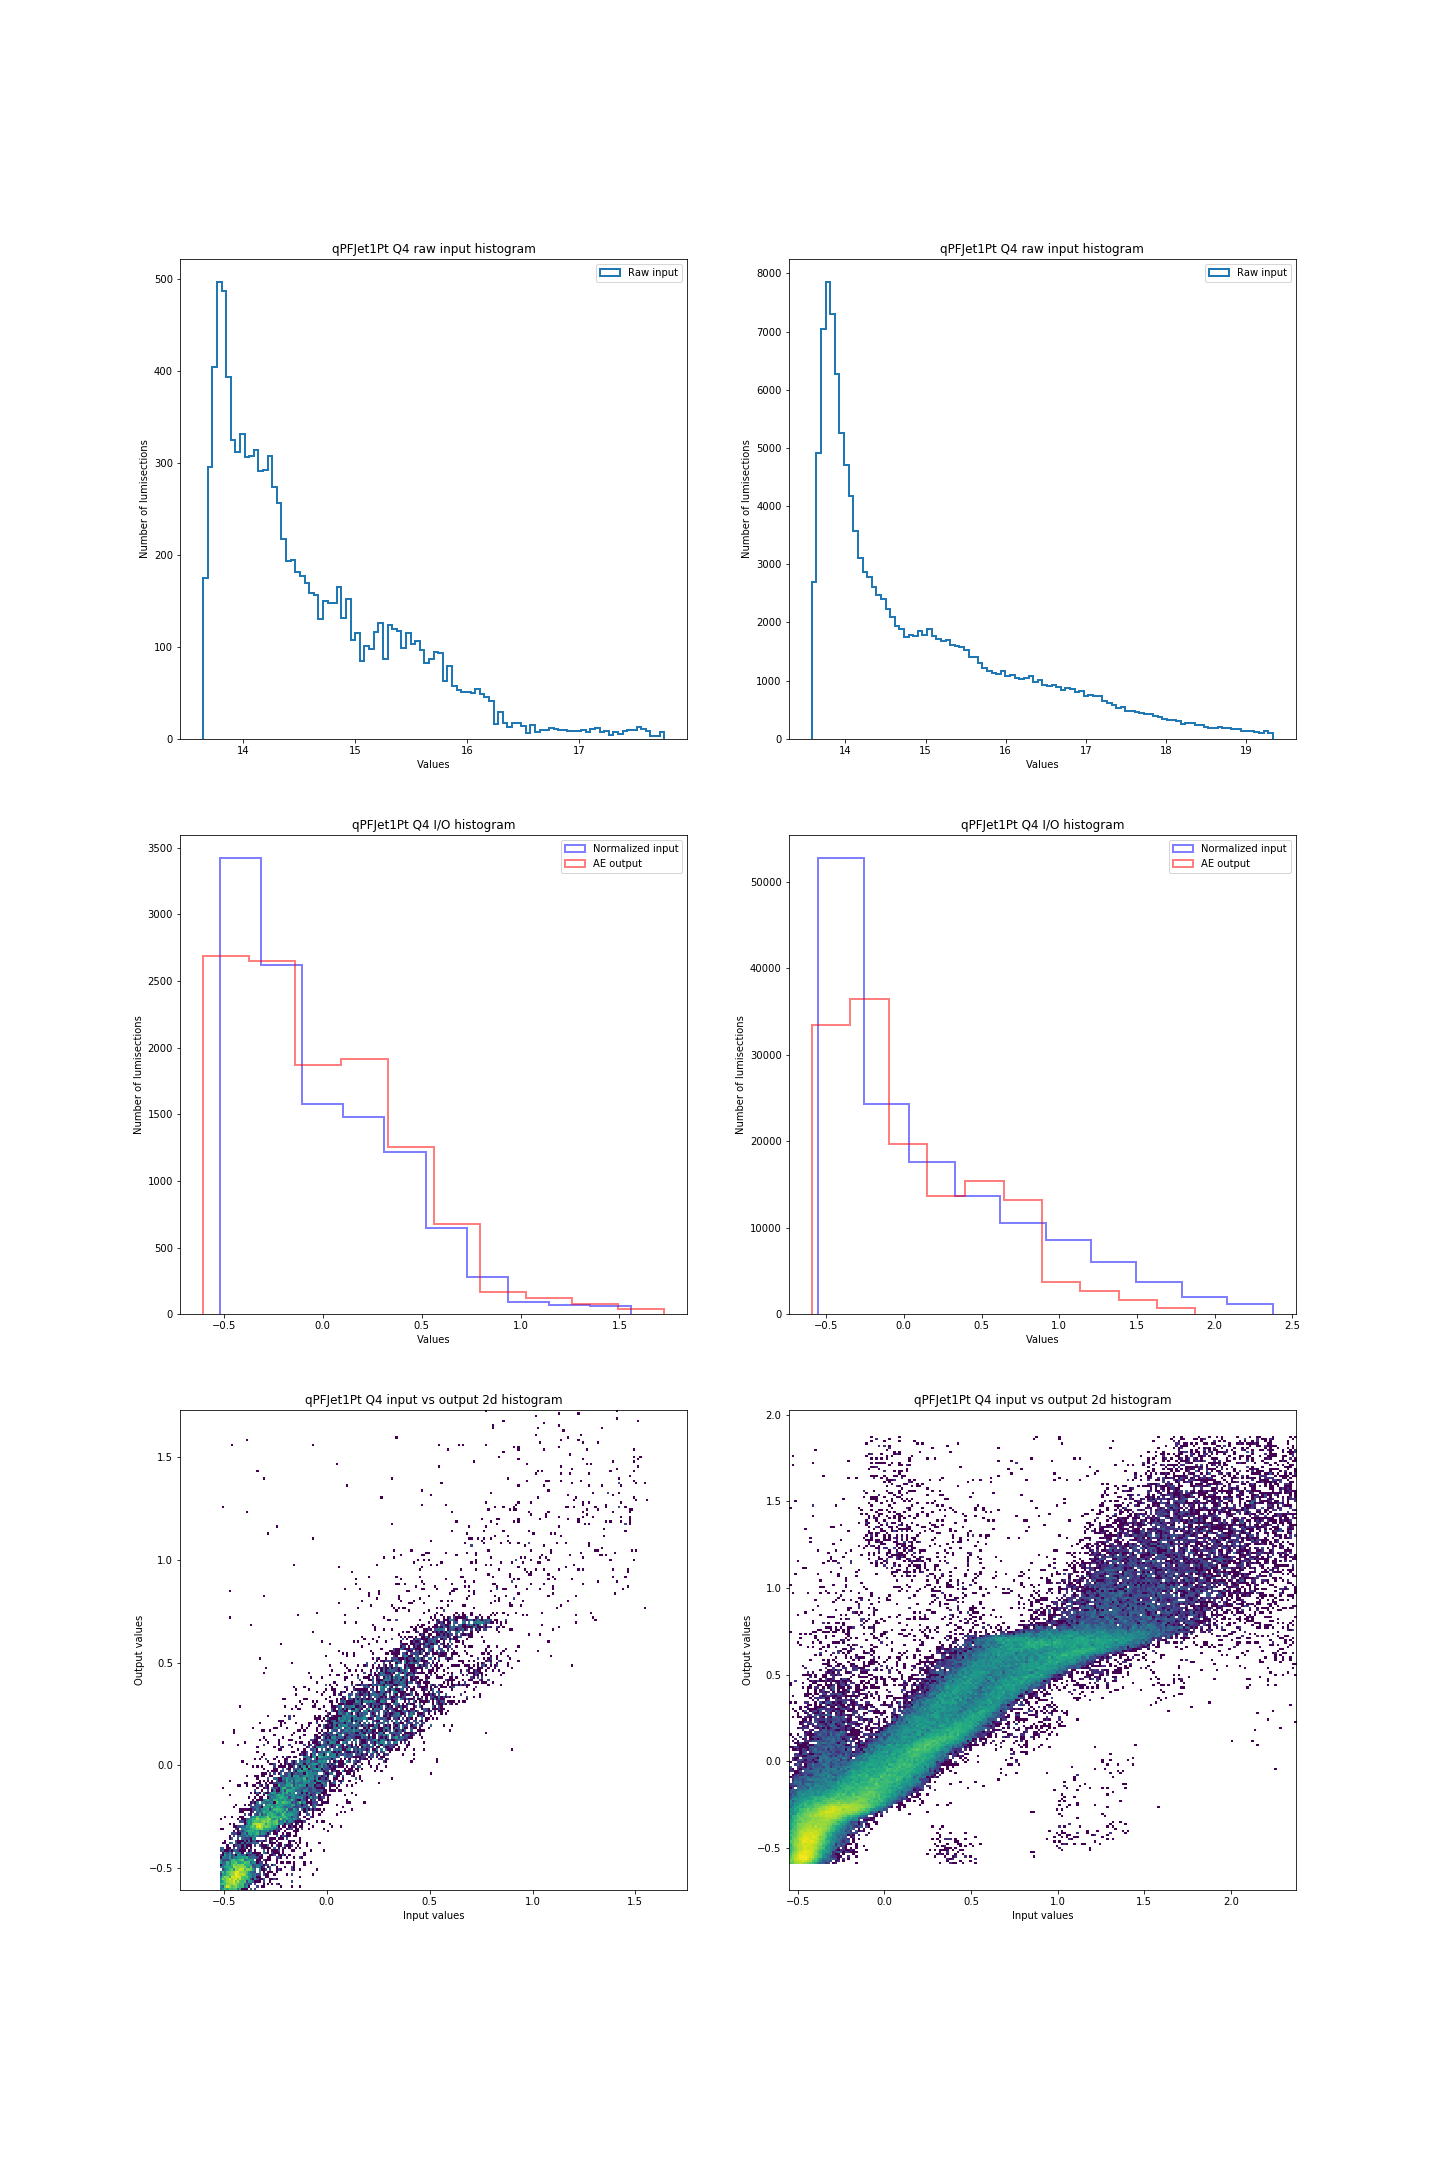 qPFJet1Pt Q4 raw input histogram
Raw input
500
400
300
200
100
0
Number of lumisections
14 15 16 17
Values
qPFJet1Pt Q4 raw input histogram
Raw input
8000
7000
6000
5000
4000
3000
2000
1000
0
Number of lumisections
14 15 16 17 18 19
Values
qPFJet1Pt Q4 I/O histogram
Normalized input
AE output
3500
3000
2500
2000
1500
1000
500
0
Number of lumisections
−0.5 0.0 0.5 1.0 1.5
Values
qPFJet1Pt Q4 I/O histogram
Normalized input
AE output
50000
40000
30000
20000
10000
0
Number of lumisections
−0.5 0.0 0.5 1.0 1.5 2.0 2.5
Values
qPFJet1Pt Q4 input vs output 2d histogram
1.5
1.0
0.5
0.0
−0.5
Output values
−0.5 0.0 0.5 1.0 1.5
Input values
qPFJet1Pt Q4 input vs output 2d histogram
2.0
1.5
1.0
0.5
0.0
−0.5
Output values
−0.5 0.0 0.5 1.0 1.5 2.0
Input values